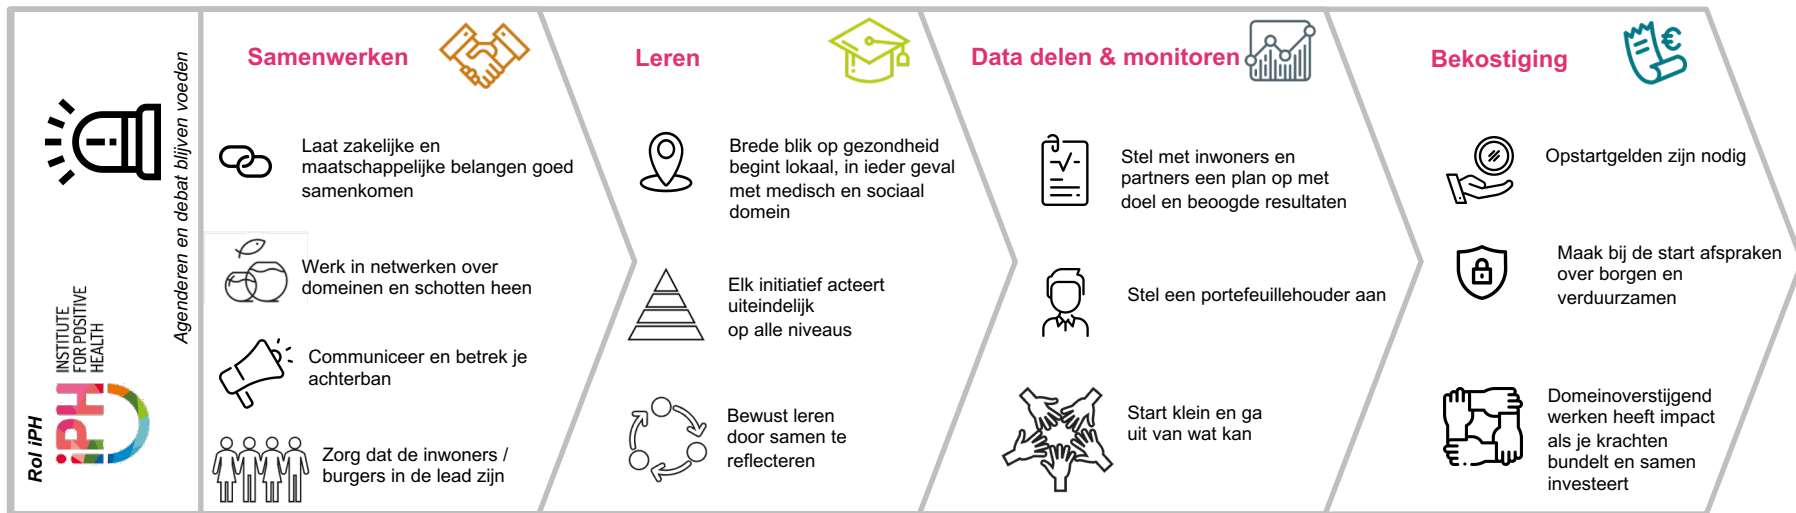 Agenderen en debat blijven voeden
Rol iPH
iPH
INSTITUTE
FOR POSITIVE
HEALTH
Samenwerken
Laat zakelijke en
maatschappelijke belangen goed
samenkomen
Werk in netwerken over
domeinen en schotten heen
Communiceer en betrek je
achterban
Zorg dat de inwoners /
burgers in de lead zijn
Leren
Brede blik op gezondheid
begint lokaal, in ieder geval
met medisch en sociaal
domein
Elk initiatief acteert
uiteindelijk
op alle niveaus
Bewust leren
door samen te
reflecteren
Data delen & monitoren
Stel met inwoners en
partners een plan op met
doel en beoogde resultaten
Stel een portefeuillehouder aan
Start klein en ga
uit van wat kan
Bekostiging
€
Opstartgelden zijn nodig
Maak bij de start afspraken
over borgen en
verduurzamen
Domeinoverstijgend
werken heeft impact
als je krachten
bundelt en samen
investeert